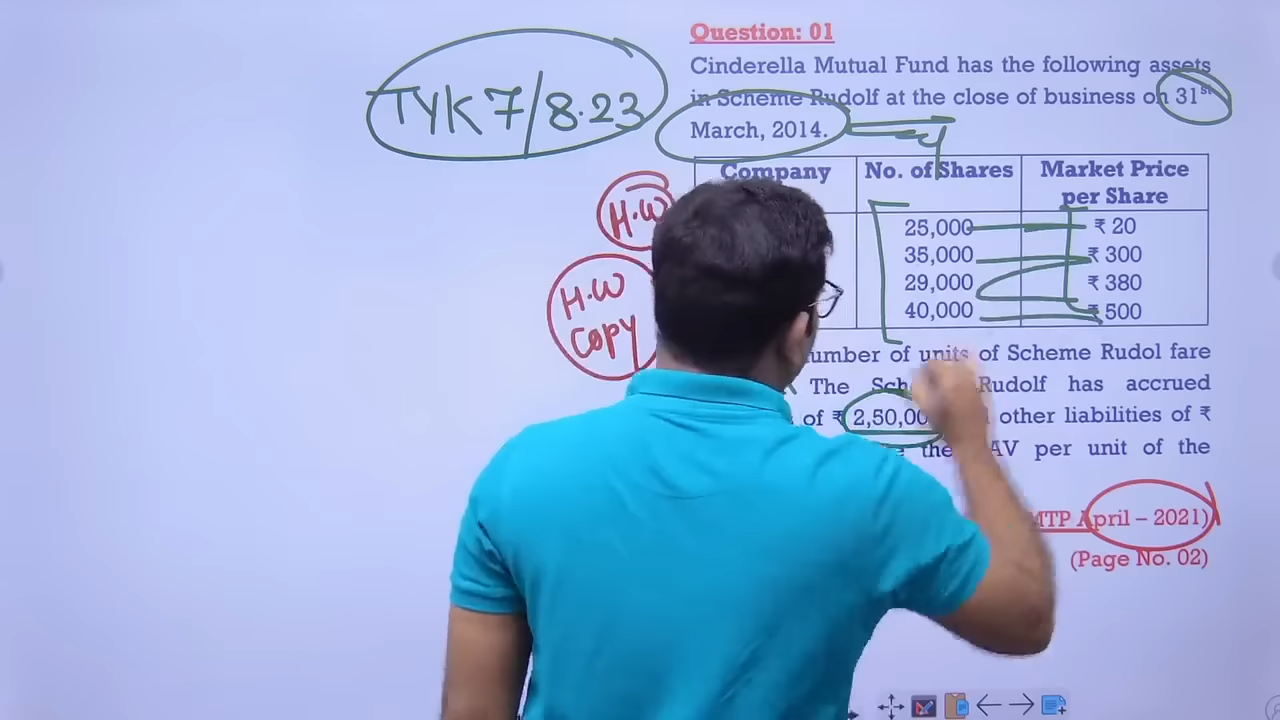 Question: 01
Cinderella Mutual Fund has the following assets
in Scheme Rudolf at the close of business on 31st
March, 2014.
TYK 7/8.23
Company No. of Shares Market Price per Share
25,000 ₹ 20
35,000 ₹ 300
29,000 ₹ 380
40,000 ₹ 500
H.W
H.W
Copy
umber of units of Scheme Rudol fare
The Sch Rudolf has accrued
of ₹ 2,50,00 other liabilities of ₹
the AV per unit of the
MTP April – 2021)
(Page No. 02)